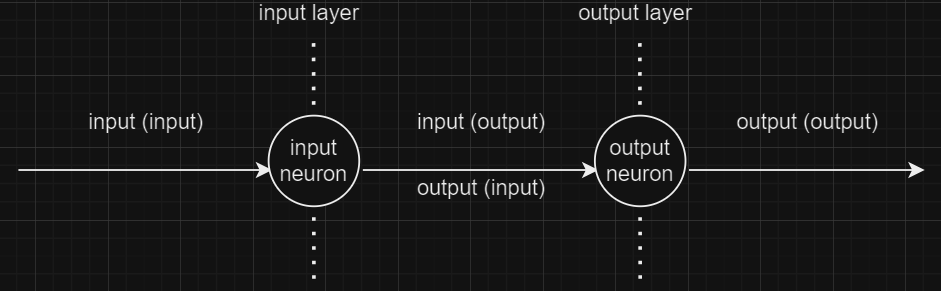 input layer
output layer
input (input)
input (output)
output (output)
input
neuron
output
neuron
output (input)